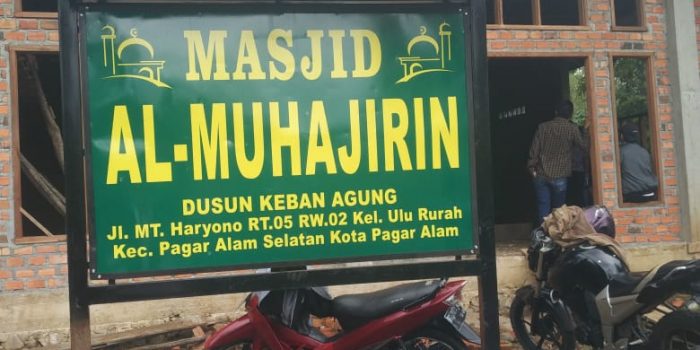 MASJID
AL-MUHAJIRIN
DUSUN KEBAN AGUNG
Jl. MT. Haryono RT.05 RW.02 Kel. Ulu Rurah
Kec. Pagar Alam Selatan Kota Pagar Alam